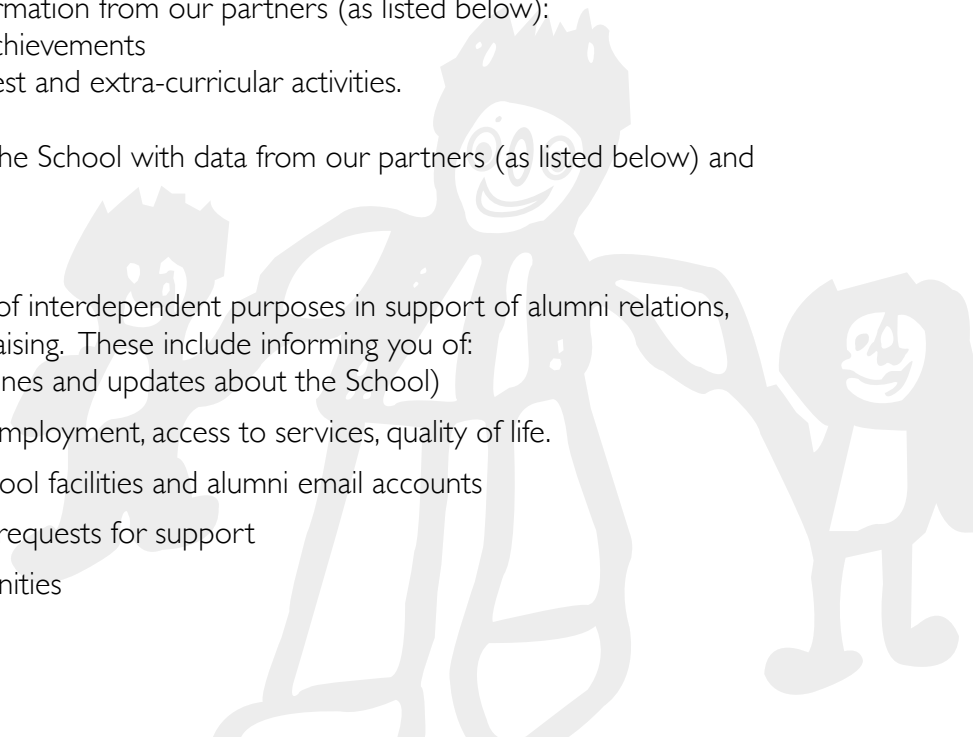 rmation from our partners (as listed below):
chievements
est and extra-curricular activities.
he School with data from our partners (as listed below) and
of interdependent purposes in support of alumni relations,
aising. These include informing you of:
nes and updates about the School)
mployment, access to services, quality of life.
ool facilities and alumni email accounts
requests for support
nities